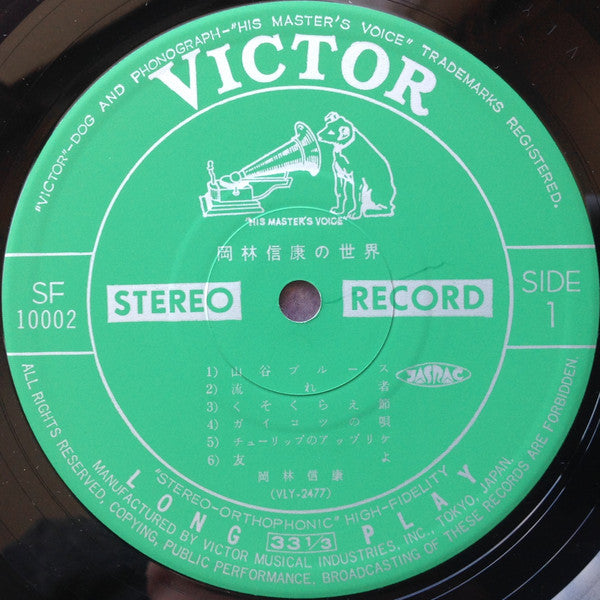 "VICTOR"-DOG AND PHONOGRAPH-"HIS MASTER'S VOICE" TRADEMARKS REGISTERED.
VICTOR
"HIS MASTER'S VOICE"
岡林信康の世界
SF
10002
STEREO
RECORD
SIDE
1
1) 山谷ブルース
2) 流れ者
3) くそくらえ節
4) ガイコツの唄
5) チューリップのアップリケ
6) 友よ
JASRAC
岡林信康
(VLY-2477)
"STEREO-ORTHOPHONIC" HIGH-FIDELITY
LONG 33 1/3 PLAY
MANUFACTURED BY VICTOR MUSICAL INDUSTRIES, INC., TOKYO, JAPAN.
ALL RIGHTS RESERVED, COPYING, PUBLIC PERFORMANCE, BROADCASTING OF THESE RECORDS ARE FORBIDDEN.